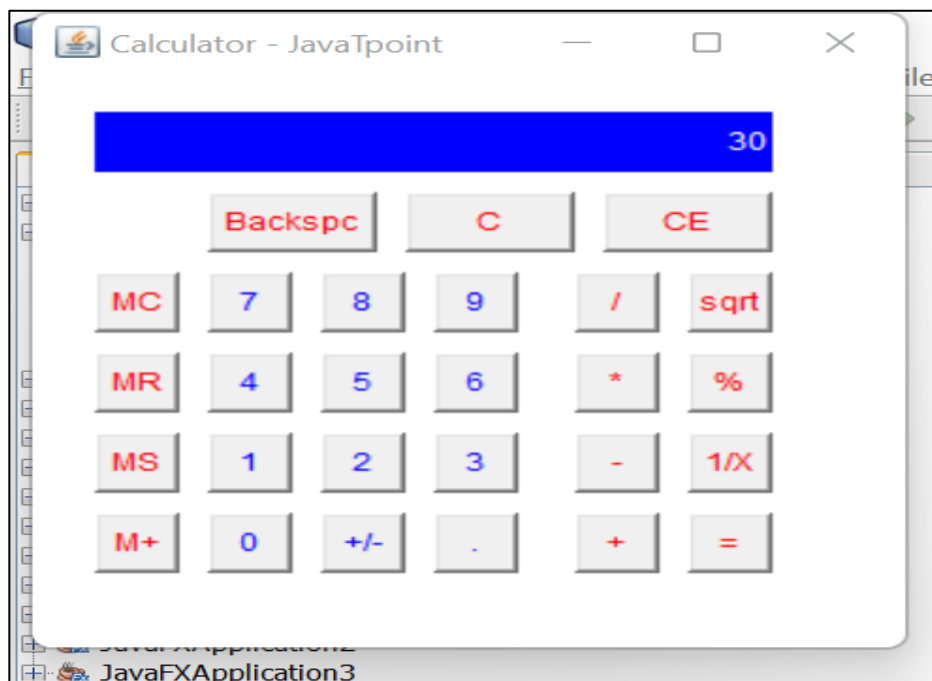 Calculator - JavaTpoint
ile
30
Backspc C CE
MC 7 8 9 / sqrt
MR 4 5 6 * %
MS 1 2 3 - 1/X
M+ 0 +/- . + =
JavaFXApplication3